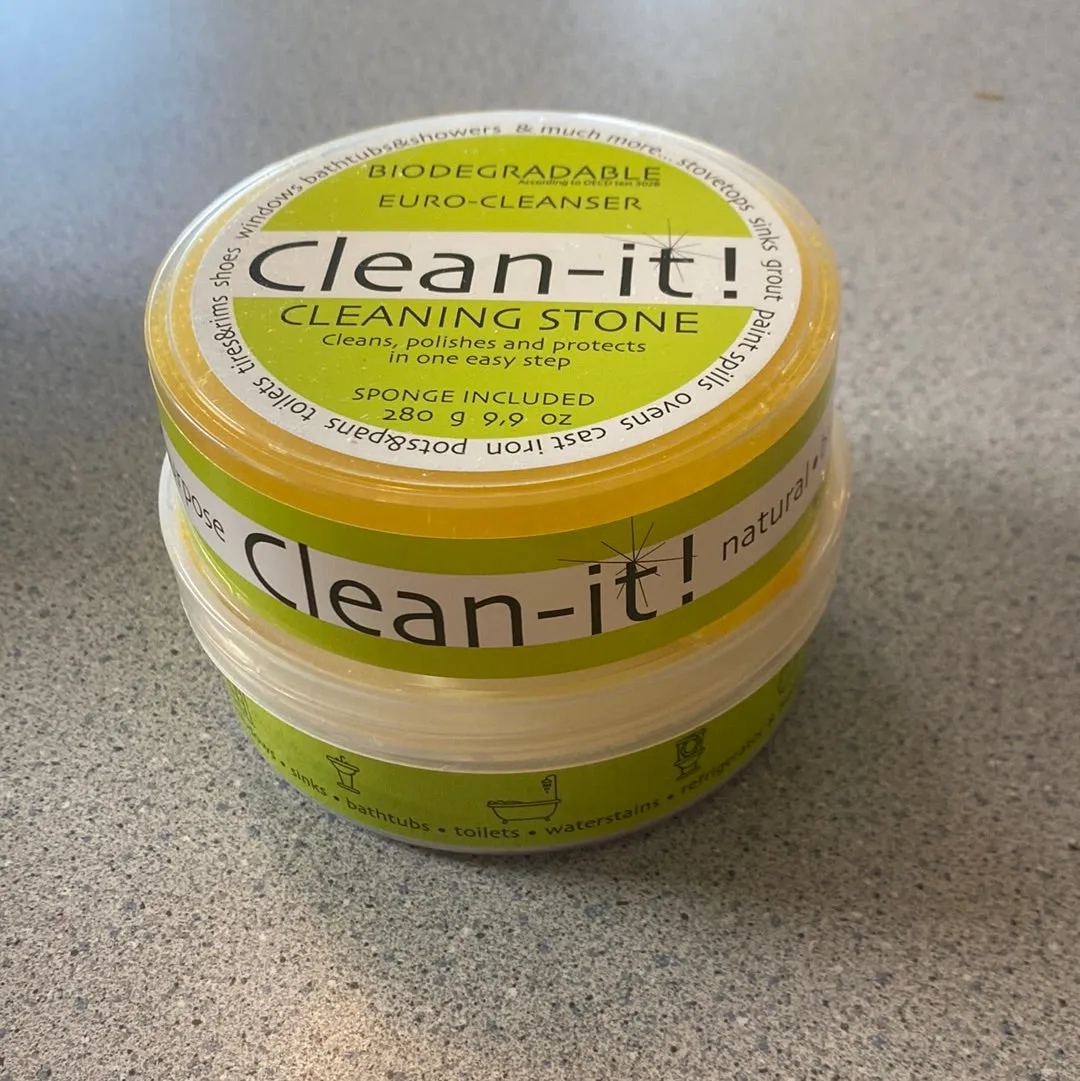 windows bathtubs&showers & much more... stovetops sinks grout paint spills ovens cast iron pots&pans toilets tires&rims shoes
BIODEGRADABLE
According to OECD test 302B
EURO-CLEANSER
Clean-it!
CLEANING STONE
Cleans, polishes and protects
in one easy step
SPONGE INCLUDED
280 g 9,9 oz
Clean-it! natural •
sinks • bathtubs • toilets • waterstains • refrigerator